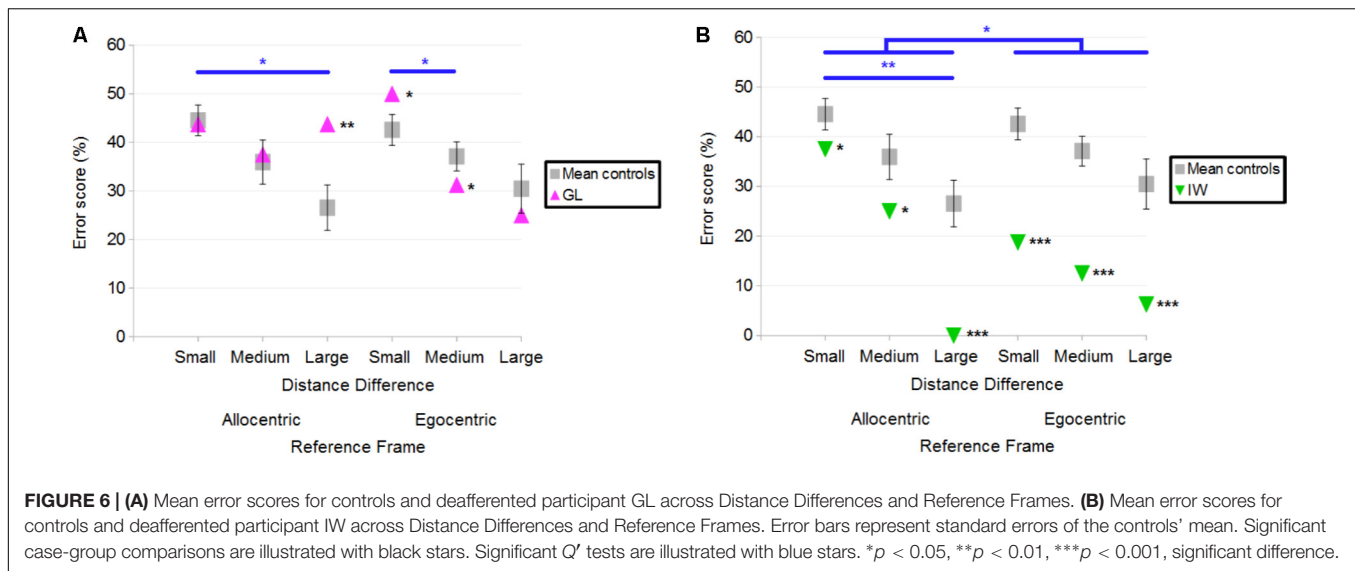 A
60
50
40
30
20
10
0
Error score (%)
*
*
**
*
*
Mean controls
GL
Small Medium Large Small Medium Large
Distance Difference
Allocentric Egocentric
Reference Frame
B
60
50
40
30
20
10
0
Error score (%)
*
**
*
*
***
***
***
***
Mean controls
IW
Small Medium Large Small Medium Large
Distance Difference
Allocentric Egocentric
Reference Frame
FIGURE 6 | (A) Mean error scores for controls and deafferented participant GL across Distance Differences and Reference Frames. (B) Mean error scores for
controls and deafferented participant IW across Distance Differences and Reference Frames. Error bars represent standard errors of the controls’ mean. Significant
case-group comparisons are illustrated with black stars. Significant Q′ tests are illustrated with blue stars. *p < 0.05, **p < 0.01, ***p < 0.001, significant difference.